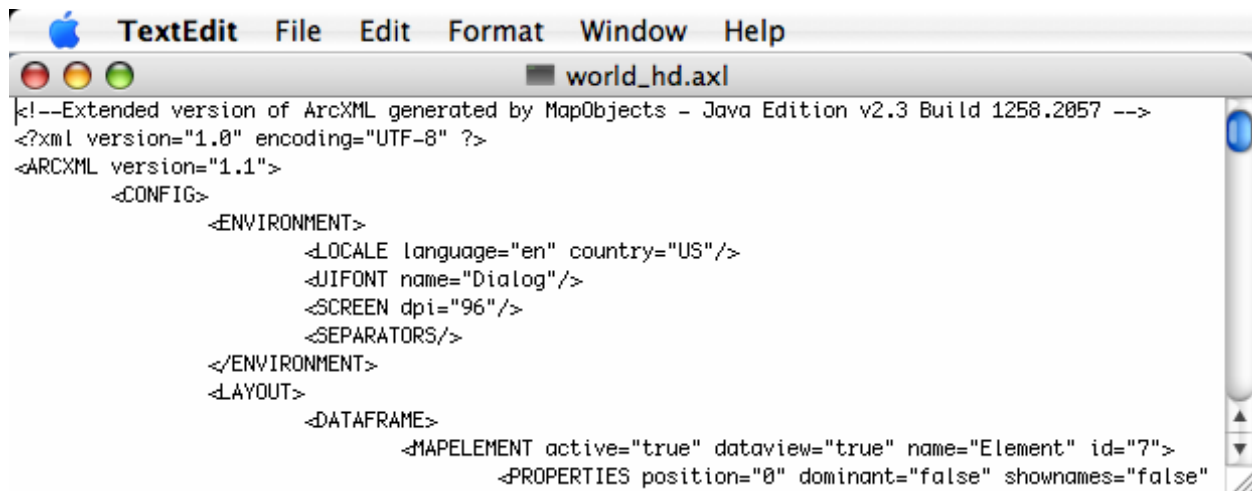 TextEdit File Edit Format Window Help
world_hd.axl
<!--Extended version of ArcXML generated by MapObjects - Java Edition v2.3 Build 1258.2057 -->
<?xml version="1.0" encoding="UTF-8" ?>
<ARCXML version="1.1">
<CONFIG>
<ENVIRONMENT>
<LOCALE language="en" country="US"/>
<UIFONT name="Dialog"/>
<SCREEN dpi="96"/>
<SEPARATORS/>
</ENVIRONMENT>
<LAYOUT>
<DATAFRAME>
<MAPELEMENT active="true" dataview="true" name="Element" id="7">
<PROPERTIES position="0" dominant="false" shownames="false"